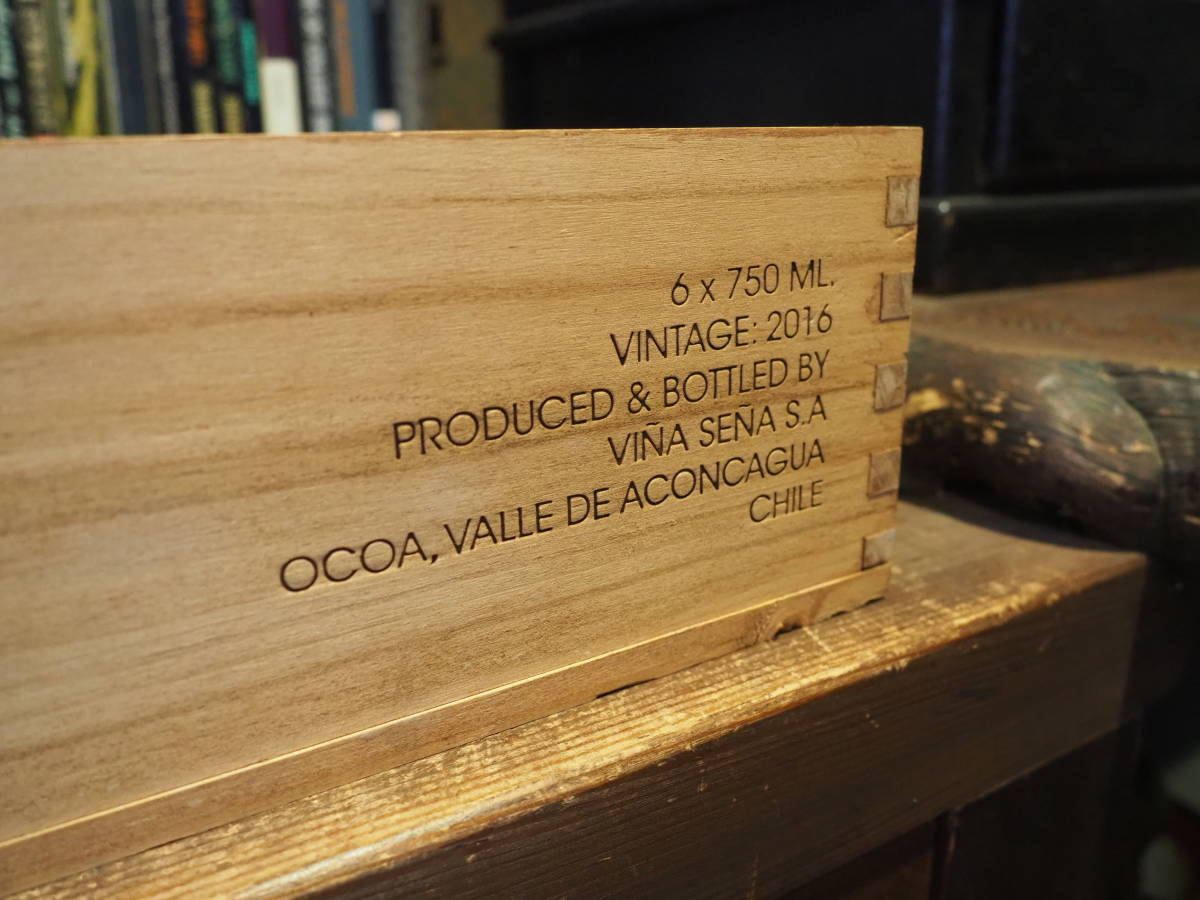 6 x 750 ML.
VINTAGE: 2016
PRODUCED & BOTTLED BY
VIÑA SEÑA S.A
OCOA, VALLE DE ACONCAGUA
CHILE